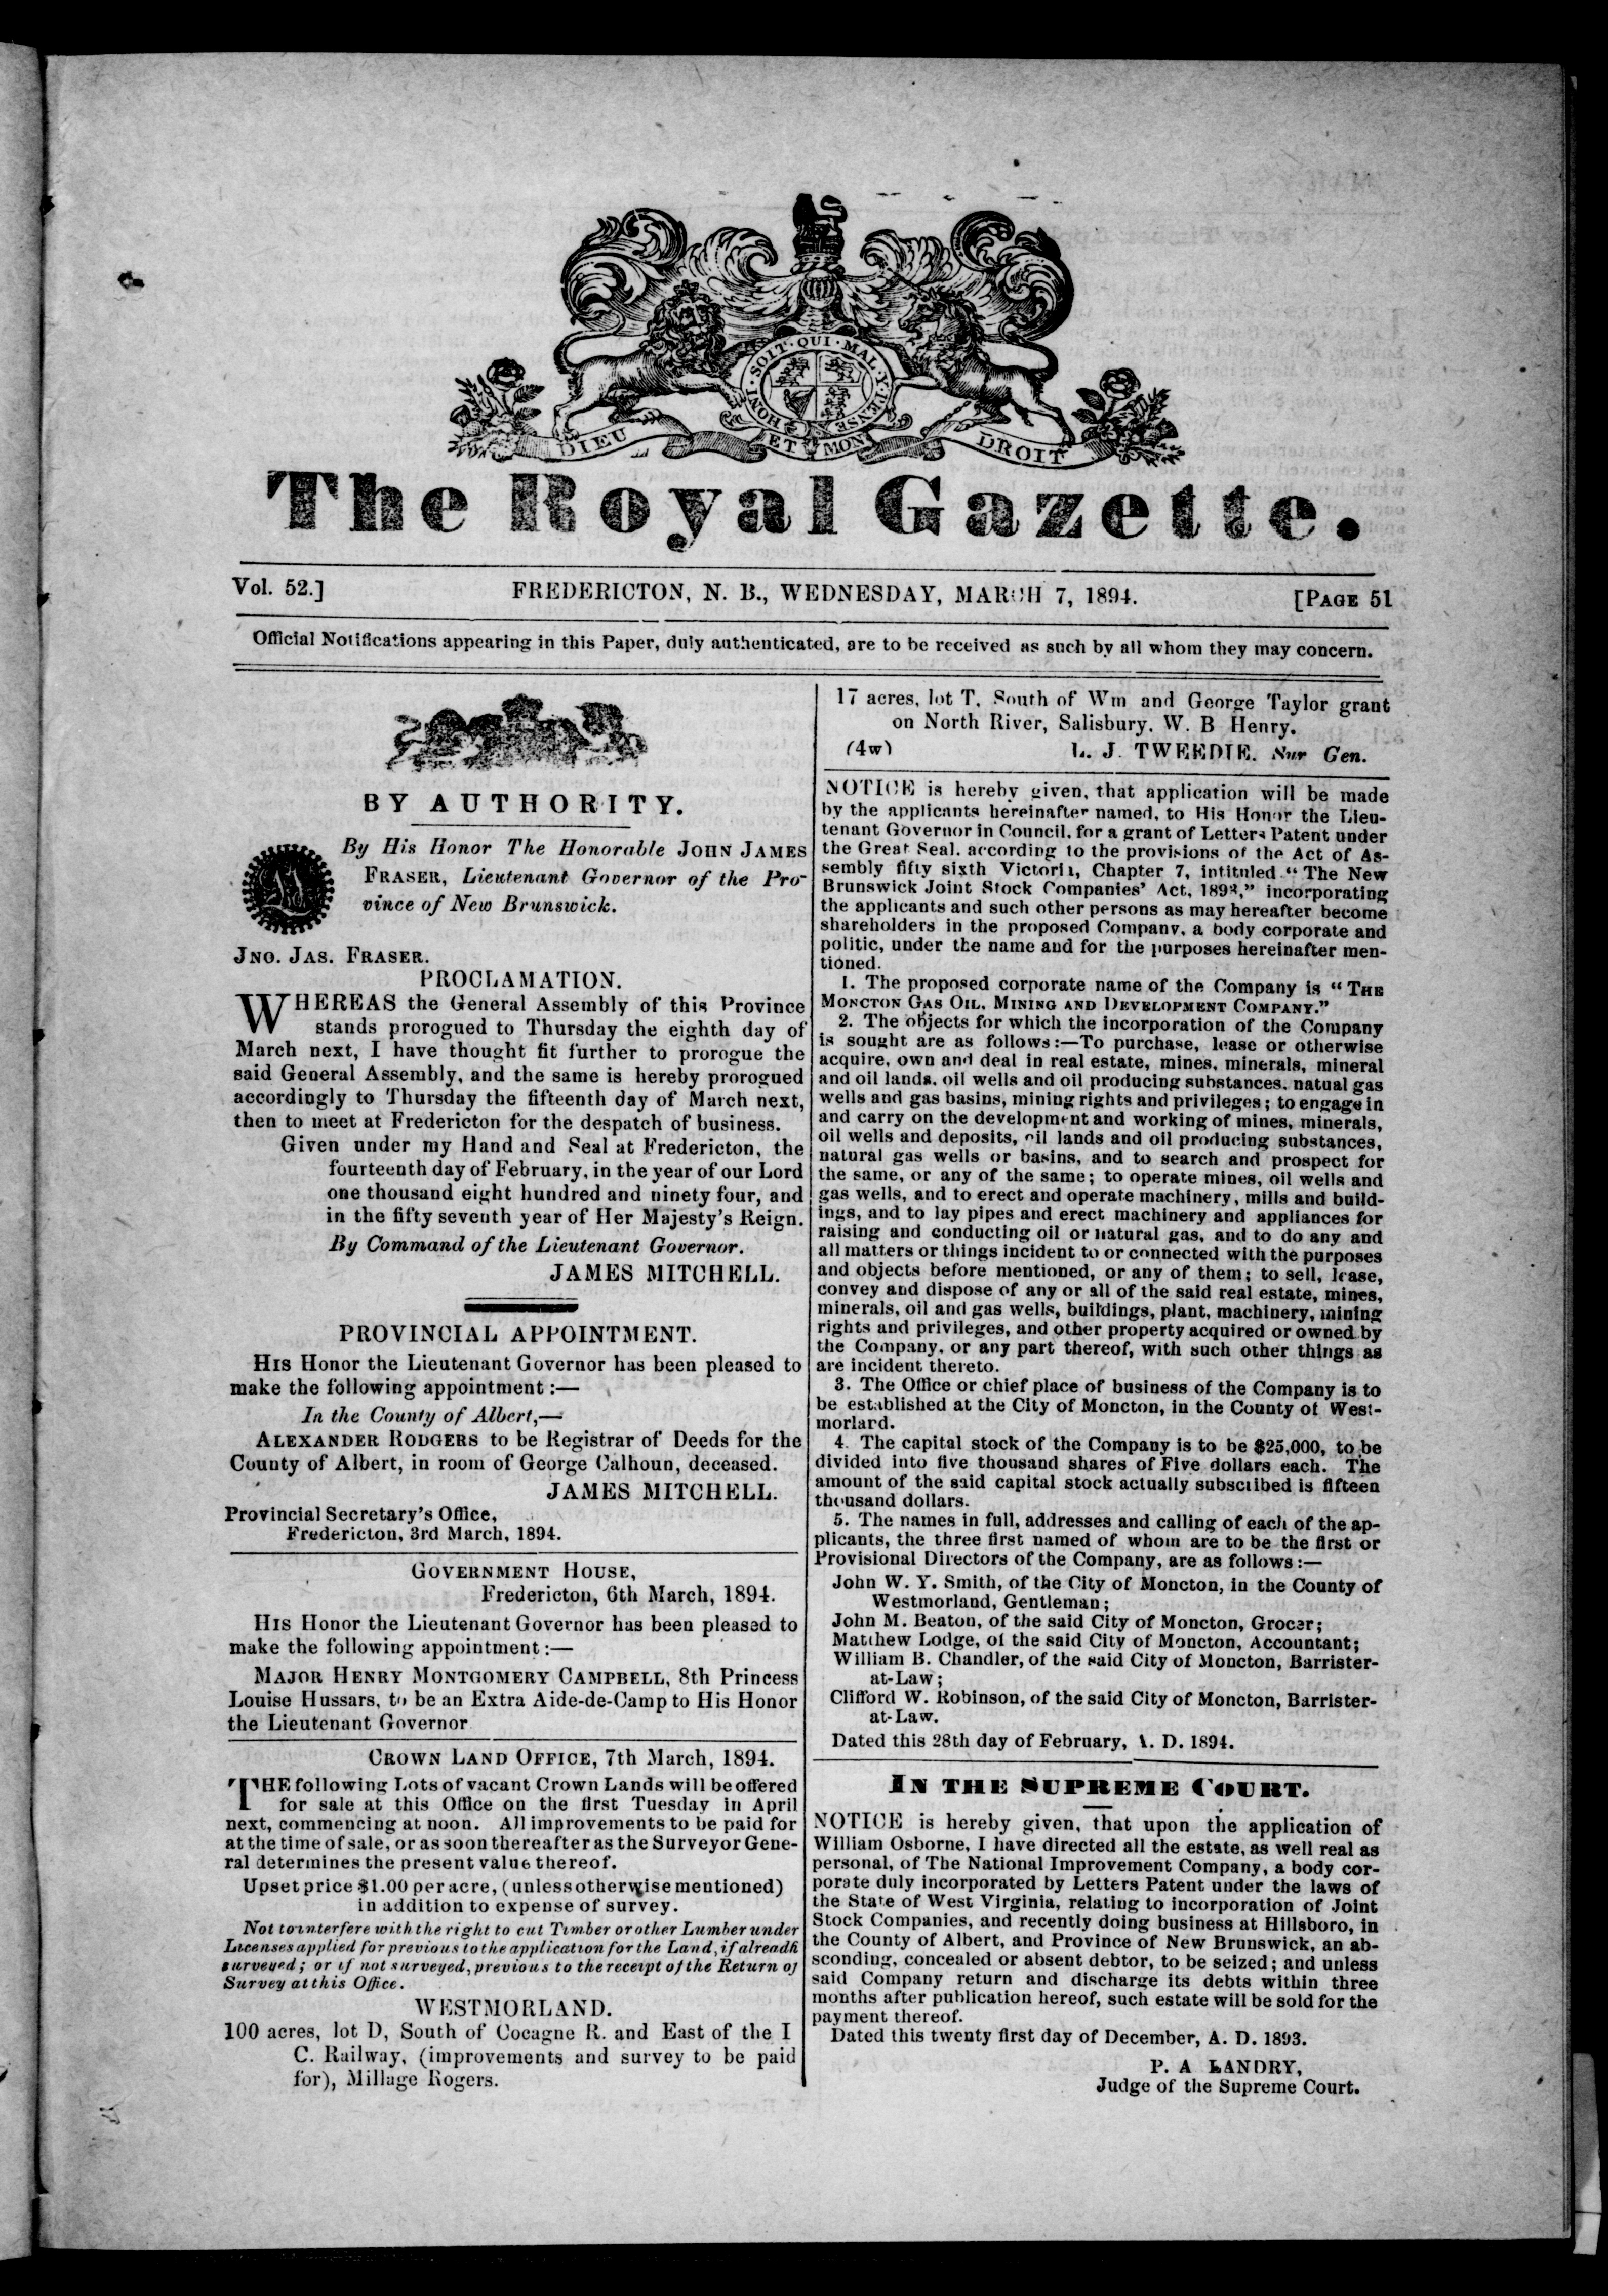 HONI · SOIT · QUI · MAL · Y · PENSE
DIEU ET MON DROIT
The Royal Gazette.
Vol. 52.]
FREDERICTON, N. B., WEDNESDAY, MARCH 7, 1894.
[PAGE 51
Official Notifications appearing in this Paper, duly authenticated, are to be received as such by all whom they may concern.
BY AUTHORITY.
By His Honor The Honorable JOHN JAMES
FRASER, Lieutenant Governor of the Pro-
vince of New Brunswick.
JNO. JAS. FRASER.
PROCLAMATION.
WHEREAS the General Assembly of this Province
stands prorogued to Thursday the eighth day of
March next, I have thought fit further to prorogue the
said General Assembly, and the same is hereby prorogued
accordingly to Thursday the fifteenth day of March next,
then to meet at Fredericton for the despatch of business.
Given under my Hand and Seal at Fredericton, the
fourteenth day of February, in the year of our Lord
one thousand eight hundred and ninety four, and
in the fifty seventh year of Her Majesty's Reign.
By Command of the Lieutenant Governor.
JAMES MITCHELL.
PROVINCIAL APPOINTMENT.
HIS Honor the Lieutenant Governor has been pleased to
make the following appointment :—
In the County of Albert,—
ALEXANDER RODGERS to be Registrar of Deeds for the
County of Albert, in room of George Calhoun, deceased.
JAMES MITCHELL.
Provincial Secretary's Office,
Fredericton, 3rd March, 1894.
GOVERNMENT HOUSE,
Fredericton, 6th March, 1894.
HIS Honor the Lieutenant Governor has been pleased to
make the following appointment :—
MAJOR HENRY MONTGOMERY CAMPBELL, 8th Princess
Louise Hussars, to be an Extra Aide-de-Camp to His Honor
the Lieutenant Governor
CROWN LAND OFFICE, 7th March, 1894.
THE following Lots of vacant Crown Lands will be offered
for sale at this Office on the first Tuesday in April
next, commencing at noon. All improvements to be paid for
at the time of sale, or as soon thereafter as the Surveyor Gene-
ral determines the present value thereof.
Upset price $1.00 per acre, (unless otherwise mentioned)
in addition to expense of survey.
Not to interfere with the right to cut Timber or other Lumber under
Licenses applied for previous to the application for the Land, if alreadh
surveyed ; or if not surveyed, previous to the receipt of the Return of
Survey at this Office.
WESTMORLAND.
100 acres, lot D, South of Cocagne R. and East of the I
C. Railway, (improvements and survey to be paid
for), Millage Rogers.
17 acres, lot T, South of Wm and George Taylor grant
on North River, Salisbury. W. B Henry.
(4w) L. J. TWEEDIE. Sur Gen.
NOTICE is hereby given, that application will be made
by the applicants hereinafter named, to His Honor the Lieu-
tenant Governor in Council, for a grant of Letters Patent under
the Great Seal, according to the provisions of the Act of As-
sembly fifty sixth Victoria, Chapter 7, intituled "The New
Brunswick Joint Stock Companies' Act, 1893," incorporating
the applicants and such other persons as may hereafter become
shareholders in the proposed Company, a body corporate and
politic, under the name and for the purposes hereinafter men-
tioned.
1. The proposed corporate name of the Company is "THE
MONCTON GAS OIL, MINING AND DEVELOPMENT COMPANY."
2. The objects for which the incorporation of the Company
is sought are as follows :—To purchase, lease or otherwise
acquire, own and deal in real estate, mines, minerals, mineral
and oil lands, oil wells and oil producing substances, natual gas
wells and gas basins, mining rights and privileges ; to engage in
and carry on the development and working of mines, minerals,
oil wells and deposits, oil lands and oil producing substances,
natural gas wells or basins, and to search and prospect for
the same, or any of the same ; to operate mines, oil wells and
gas wells, and to erect and operate machinery, mills and build-
ings, and to lay pipes and erect machinery and appliances for
raising and conducting oil or natural gas, and to do any and
all matters or things incident to or connected with the purposes
and objects before mentioned, or any of them ; to sell, lease,
convey and dispose of any or all of the said real estate, mines,
minerals, oil and gas wells, buildings, plant, machinery, mining
rights and privileges, and other property acquired or owned by
the Company, or any part thereof, with such other things as
are incident thereto.
3. The Office or chief place of business of the Company is to
be established at the City of Moncton, in the County of West-
morland.
4. The capital stock of the Company is to be $25,000, to be
divided into five thousand shares of Five dollars each. The
amount of the said capital stock actually subscribed is fifteen
thousand dollars.
5. The names in full, addresses and calling of each of the ap-
plicants, the three first named of whom are to be the first or
Provisional Directors of the Company, are as follows :—
John W. Y. Smith, of the City of Moncton, in the County of
Westmorland, Gentleman ;
John M. Beaton, of the said City of Moncton, Grocer ;
Matthew Lodge, of the said City of Moncton, Accountant ;
William B. Chandler, of the said City of Moncton, Barrister-
at-Law ;
Clifford W. Robinson, of the said City of Moncton, Barrister-
at-Law.
Dated this 28th day of February, A. D. 1894.
IN THE SUPREME COURT.
NOTICE is hereby given, that upon the application of
William Osborne, I have directed all the estate, as well real as
personal, of The National Improvement Company, a body cor-
porate duly incorporated by Letters Patent under the laws of
the State of West Virginia, relating to incorporation of Joint
Stock Companies, and recently doing business at Hillsboro, in
the County of Albert, and Province of New Brunswick, an ab-
sconding, concealed or absent debtor, to be seized ; and unless
said Company return and discharge its debts within three
months after publication hereof, such estate will be sold for the
payment thereof.
Dated this twenty first day of December, A. D. 1893.
P. A LANDRY,
Judge of the Supreme Court.